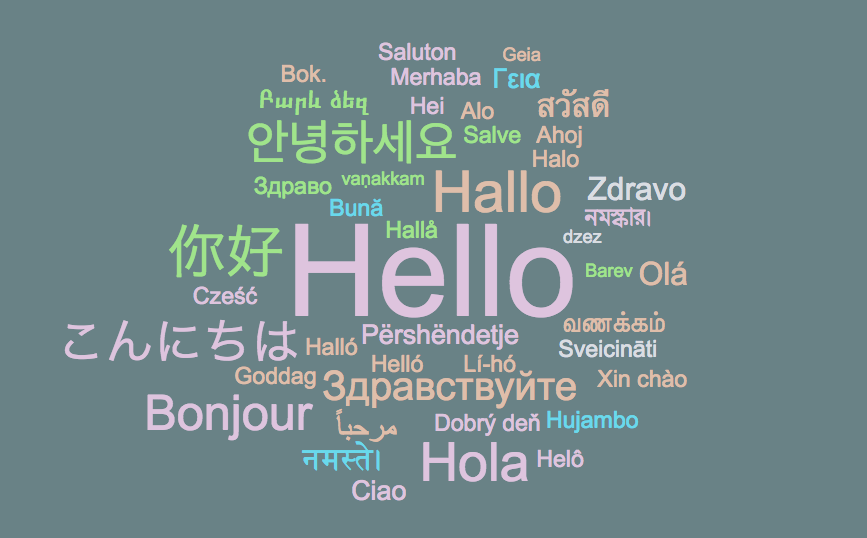 Saluton
Geia
Bok.
Merhaba
Γεια
Բարև ձեզ
Hei
Alo
สวัสดี
안녕하세요
Salve
Ahoj
Halo
Здраво
vaņakkam
Hallo
Zdravo
Bună
নমস্কার।
Hallå
dzez
你好
Hello
Barev
Olá
Cześć
வணக்கம்
こんにちは
Halló
Përshëndetje
Sveicināti
Helló
Lí-hó
Goddag
Здравствуйте
Xin chào
Bonjour
مرحباً
Dobrý deň
Hujambo
नमस्ते।
Hola
Helô
Ciao